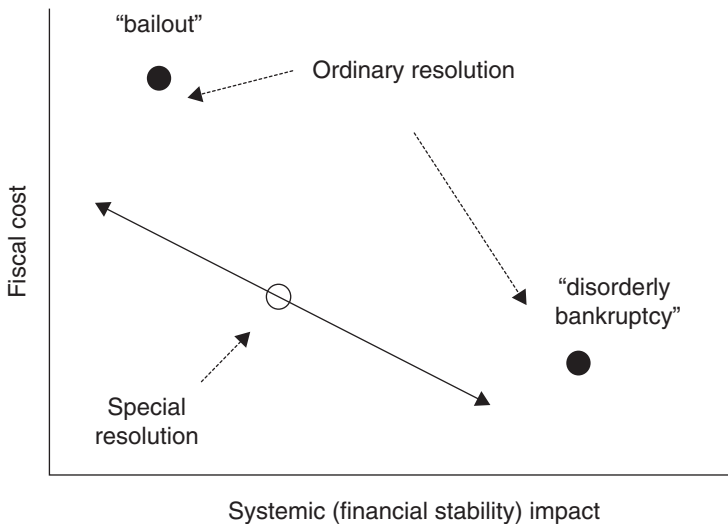 “bailout”
Ordinary resolution
Fiscal cost
“disorderly
bankruptcy”
Special
resolution
Systemic (financial stability) impact